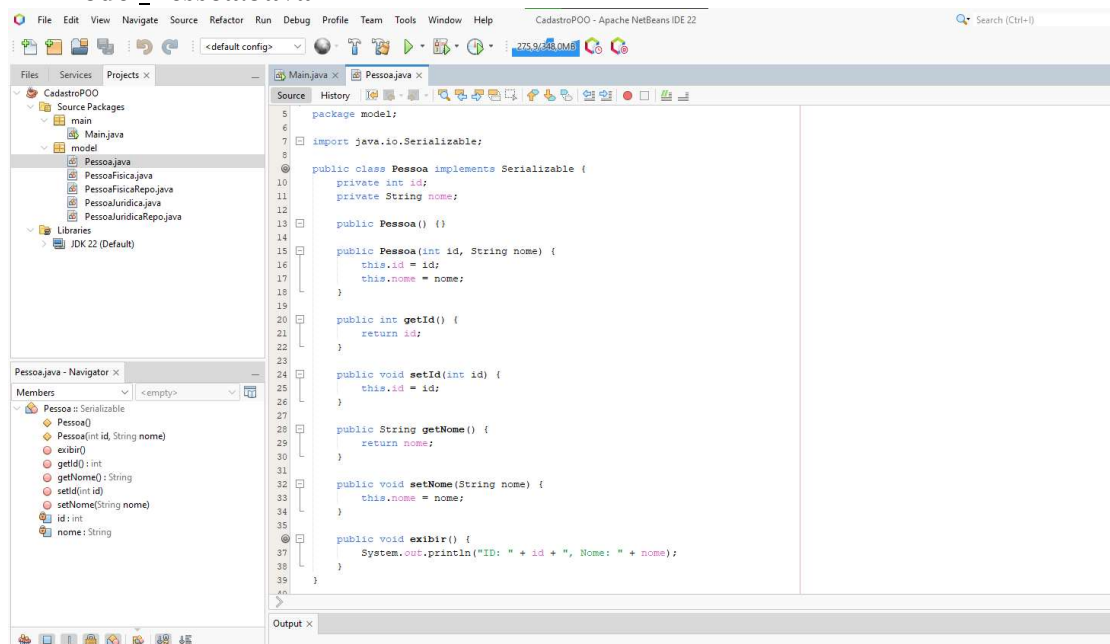 File Edit View Navigate Source Refactor Run Debug Profile Team Tools Window Help CadastroPOO - Apache NetBeans IDE 22 Search (Ctrl+I)
<default config> 275,9/348,0MB
Files Services Projects
CadastroPOO
Source Packages
main
Main.java
model
Pessoa.java
PessoaFisica.java
PessoaFisicaRepo.java
PessoaJuridica.java
PessoaJuridicaRepo.java
Libraries
JDK 22 (Default)
Pessoa.java - Navigator
Members <empty>
Pessoa :: Serializable
Pessoa()
Pessoa(int id, String nome)
exibir()
getId() : int
getNome() : String
setId(int id)
setNome(String nome)
id : int
nome : String
Main.java Pessoa.java
Source History
5 package model;
6
7 import java.io.Serializable;
8
public class Pessoa implements Serializable {
10 private int id;
11 private String nome;
12
13 public Pessoa() {}
14
15 public Pessoa(int id, String nome) {
16 this.id = id;
17 this.nome = nome;
18 }
19
20 public int getId() {
21 return id;
22 }
23
24 public void setId(int id) {
25 this.id = id;
26 }
27
28 public String getNome() {
29 return nome;
30 }
31
32 public void setNome(String nome) {
33 this.nome = nome;
34 }
35
public void exibir() {
37 System.out.println("ID: " + id + ", Nome: " + nome);
38 }
39 }
Output